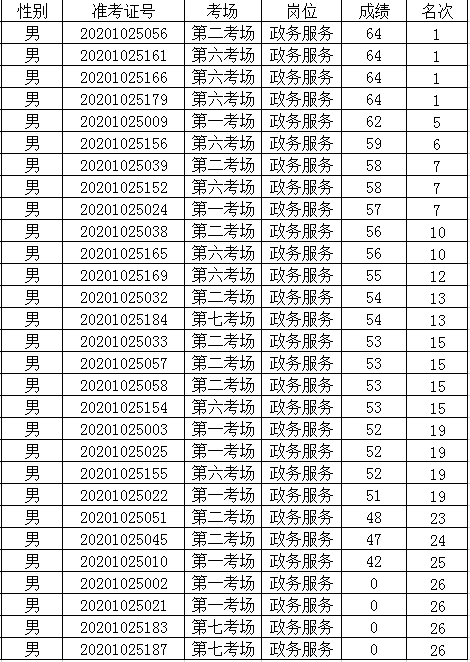 性别 准考证号 考场 岗位 成绩 名次
男 20201025056 第二考场 政务服务 64 1
男 20201025161 第六考场 政务服务 64 1
男 20201025166 第六考场 政务服务 64 1
男 20201025179 第六考场 政务服务 64 1
男 20201025009 第一考场 政务服务 62 5
男 20201025156 第六考场 政务服务 59 6
男 20201025039 第二考场 政务服务 58 7
男 20201025152 第六考场 政务服务 58 7
男 20201025024 第一考场 政务服务 57 7
男 20201025038 第二考场 政务服务 56 10
男 20201025165 第六考场 政务服务 56 10
男 20201025169 第六考场 政务服务 55 12
男 20201025032 第二考场 政务服务 54 13
男 20201025184 第七考场 政务服务 54 13
男 20201025033 第二考场 政务服务 53 15
男 20201025057 第二考场 政务服务 53 15
男 20201025058 第二考场 政务服务 53 15
男 20201025154 第六考场 政务服务 53 15
男 20201025003 第一考场 政务服务 52 19
男 20201025025 第一考场 政务服务 52 19
男 20201025155 第六考场 政务服务 52 19
男 20201025022 第一考场 政务服务 51 19
男 20201025051 第二考场 政务服务 48 23
男 20201025045 第二考场 政务服务 47 24
男 20201025010 第一考场 政务服务 42 25
男 20201025002 第一考场 政务服务 0 26
男 20201025021 第一考场 政务服务 0 26
男 20201025183 第七考场 政务服务 0 26
男 20201025187 第七考场 政务服务 0 26